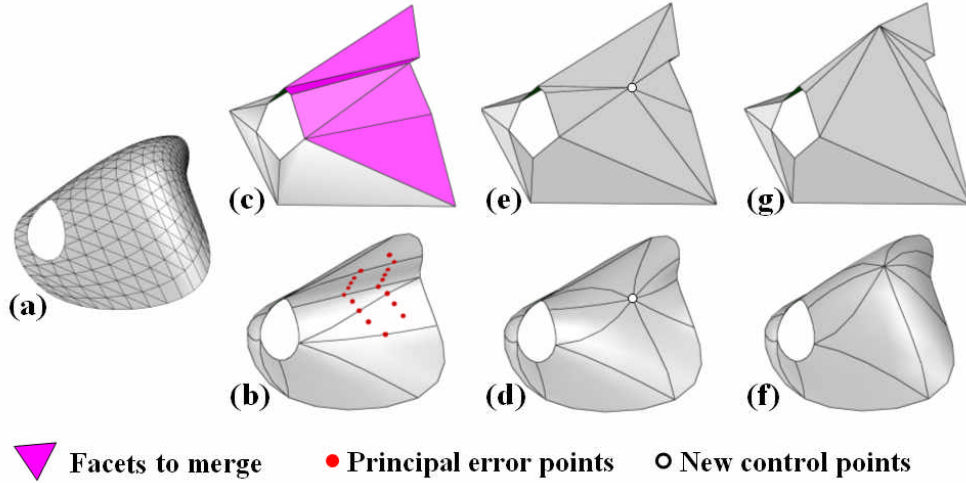 (a)
(c)
(e)
(g)
(b)
(d)
(f)
Facets to merge
Principal error points
New control points